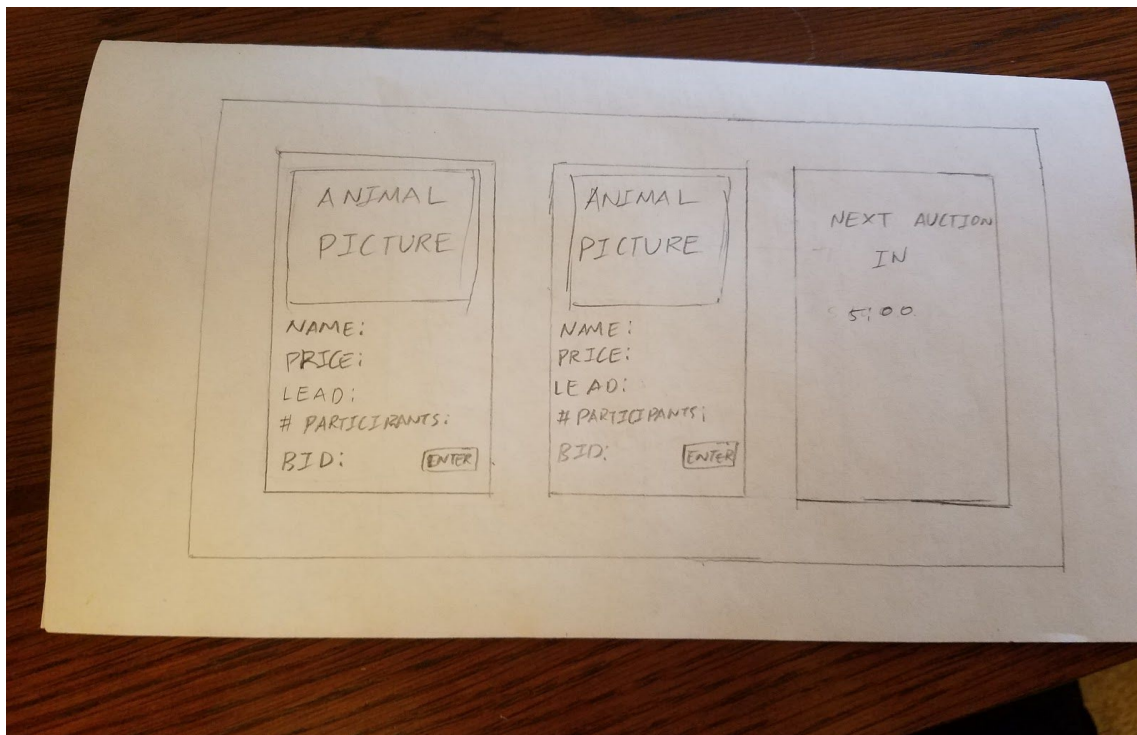 ANIMAL
PICTURE
NAME:
PRICE:
LEAD:
# PARTICIPANTS:
BID: ENTER
ANIMAL
PICTURE
NAME:
PRICE:
LEAD:
# PARTICIPANTS:
BID: ENTER
NEXT AUCTION
IN
5:00